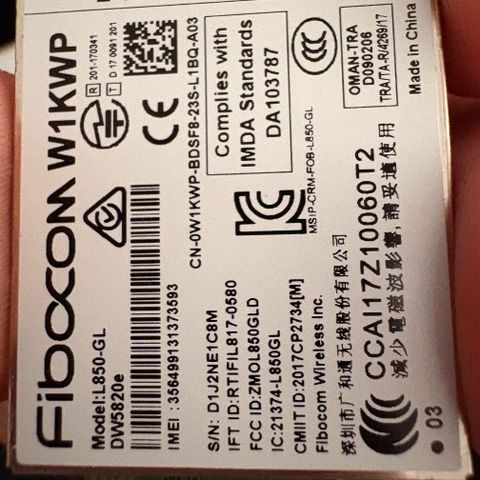 Fibocom W1KWP
Model:L850-GL
DW5820e
IMEI : 356499131373593
R 201-170341
T D 17 0091 201
CE
CN-0W1KWP-BDSF8-23S-L1BQ-A03
S/N: D1J2NE1C8M
IFT ID:RTIFIL817-0580
FCC ID:ZMOL850GLD
IC:21374-L850GL
CMIIT ID:2017CP2734[M]
Fibocom Wireless Inc.
深圳市广和通无线股份有限公司
Complies with
IMDA Standards
DA103787
MSIP-CRM-FOB-L850-GL
CCC
OMAN-TRA
D090206
TRA/TA-R/4269/17
Made in China
CCAI17Z10060T2
減少電磁波影響,請妥適使用
03